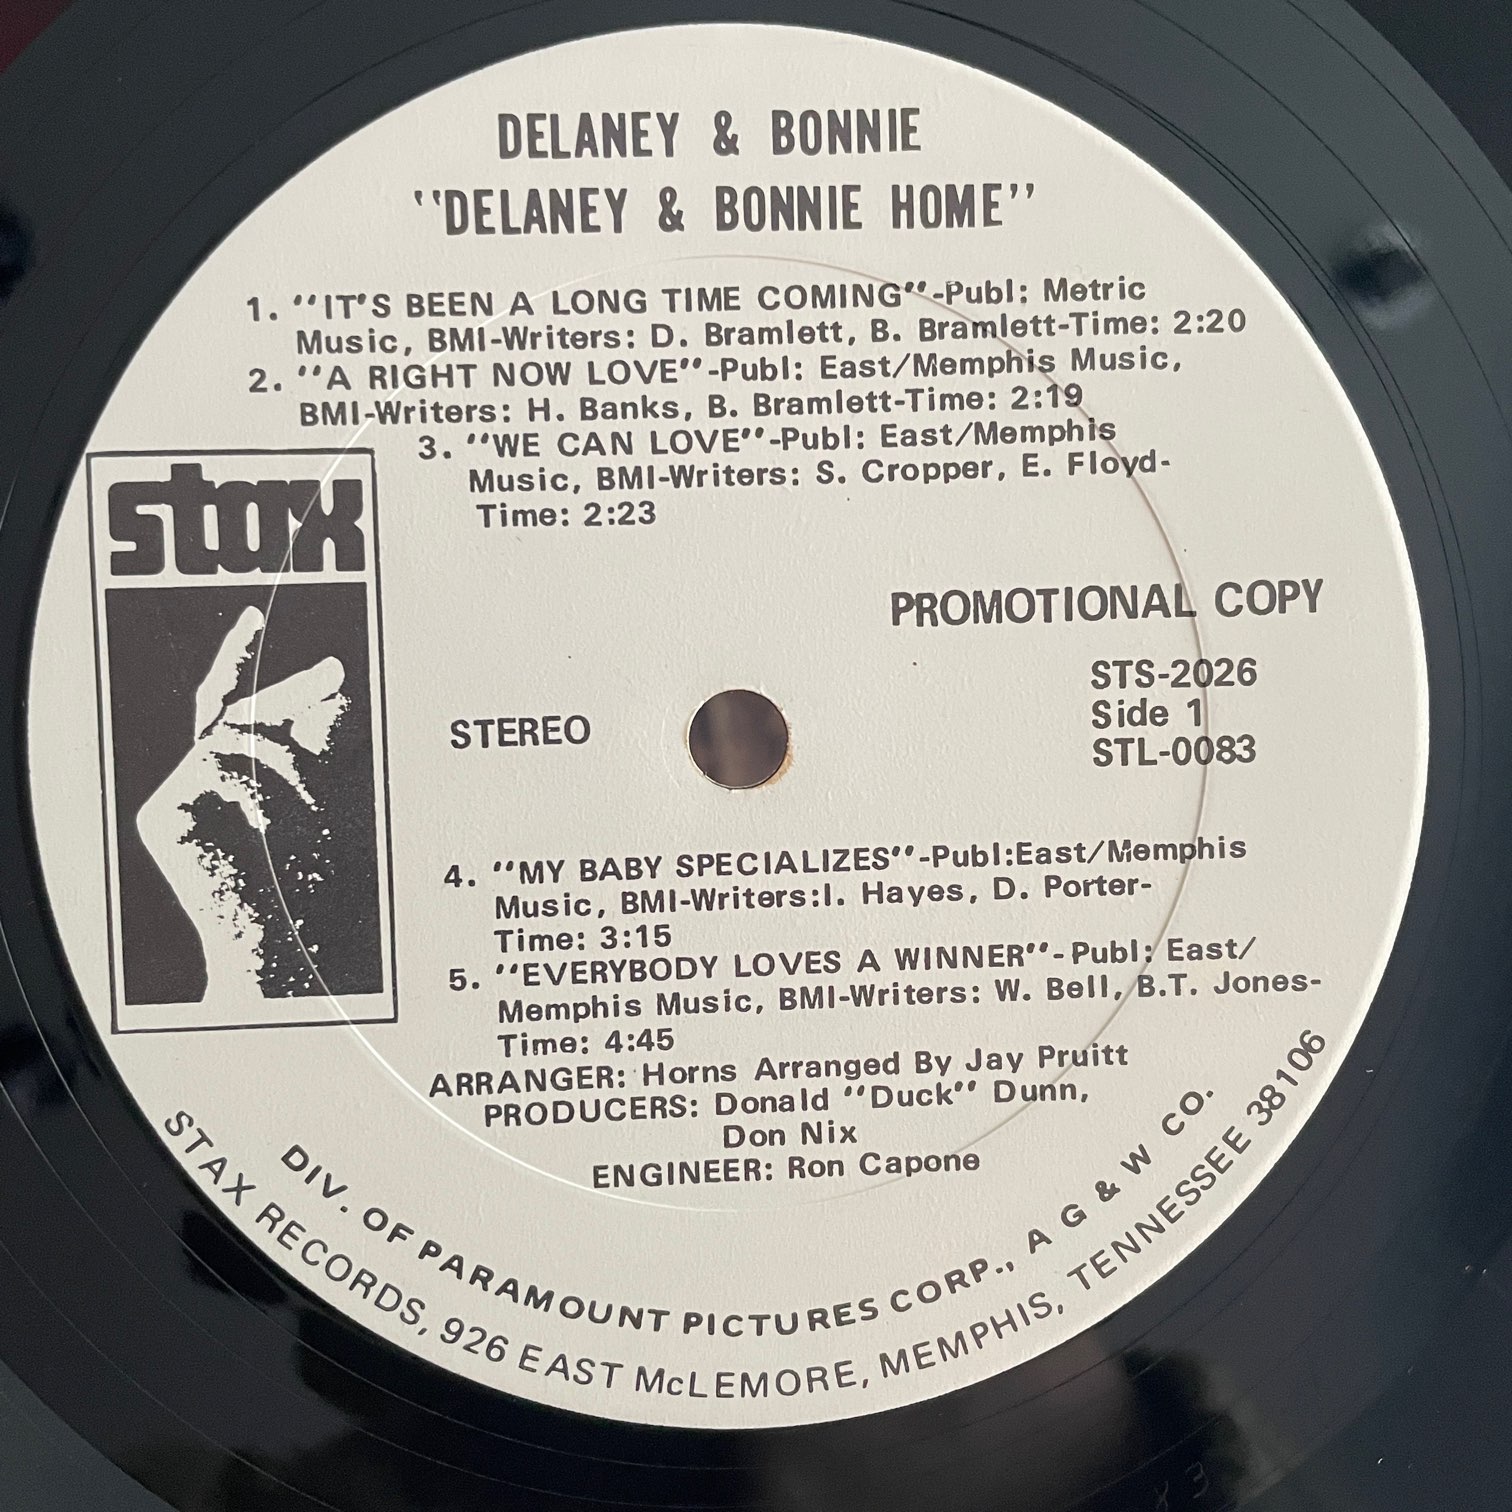 DELANEY & BONNIE
"DELANEY & BONNIE HOME"
1. "IT'S BEEN A LONG TIME COMING"-Publ: Metric
Music, BMI-Writers: D. Bramlett, B. Bramlett-Time: 2:20
2. "A RIGHT NOW LOVE"-Publ: East/Memphis Music,
BMI-Writers: H. Banks, B. Bramlett-Time: 2:19
3. "WE CAN LOVE"-Publ: East/Memphis
Music, BMI-Writers: S. Cropper, E. Floyd-
Time: 2:23
stax
PROMOTIONAL COPY
STS-2026
Side 1
STL-0083
STEREO
4. "MY BABY SPECIALIZES"-Publ:East/Memphis
Music, BMI-Writers:I. Hayes, D. Porter-
Time: 3:15
5. "EVERYBODY LOVES A WINNER"-Publ: East/
Memphis Music, BMI-Writers: W. Bell, B.T. Jones-
Time: 4:45
ARRANGER: Horns Arranged By Jay Pruitt
PRODUCERS: Donald "Duck" Dunn,
Don Nix
ENGINEER: Ron Capone
DIV. OF PARAMOUNT PICTURES CORP., A G & W CO.
STAX RECORDS, 926 EAST McLEMORE, MEMPHIS, TENNESSEE 38106